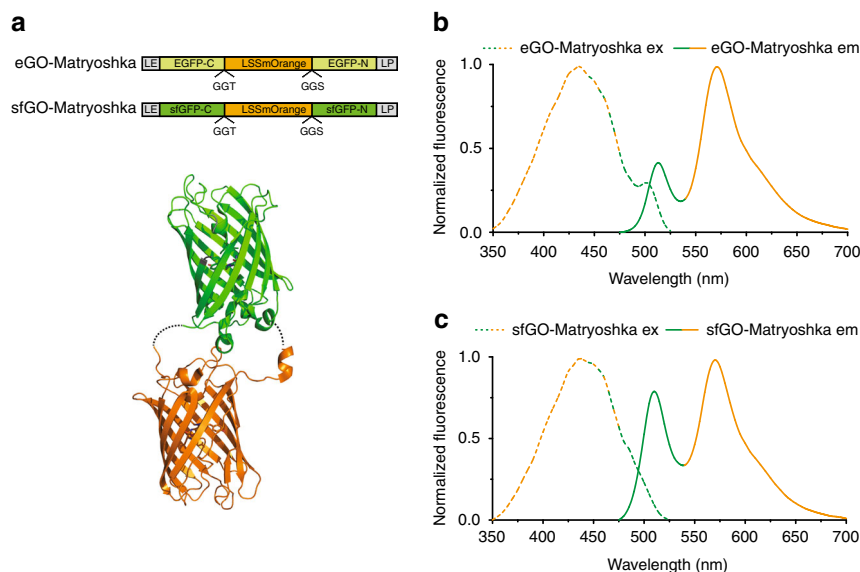 a
eGO-Matryoshka LE EGFP-C LSSmOrange EGFP-N LP
GGT GGS
sfGO-Matryoshka LE sfGFP-C LSSmOrange sfGFP-N LP
GGT GGS
b
eGO-Matryoshka ex eGO-Matryoshka em
Normalized fluorescence
1.0
0.5
0.0
350 400 450 500 550 600 650 700
Wavelength (nm)
c
sfGO-Matryoshka ex sfGO-Matryoshka em
Normalized fluorescence
1.0
0.5
0.0
350 400 450 500 550 600 650 700
Wavelength (nm)